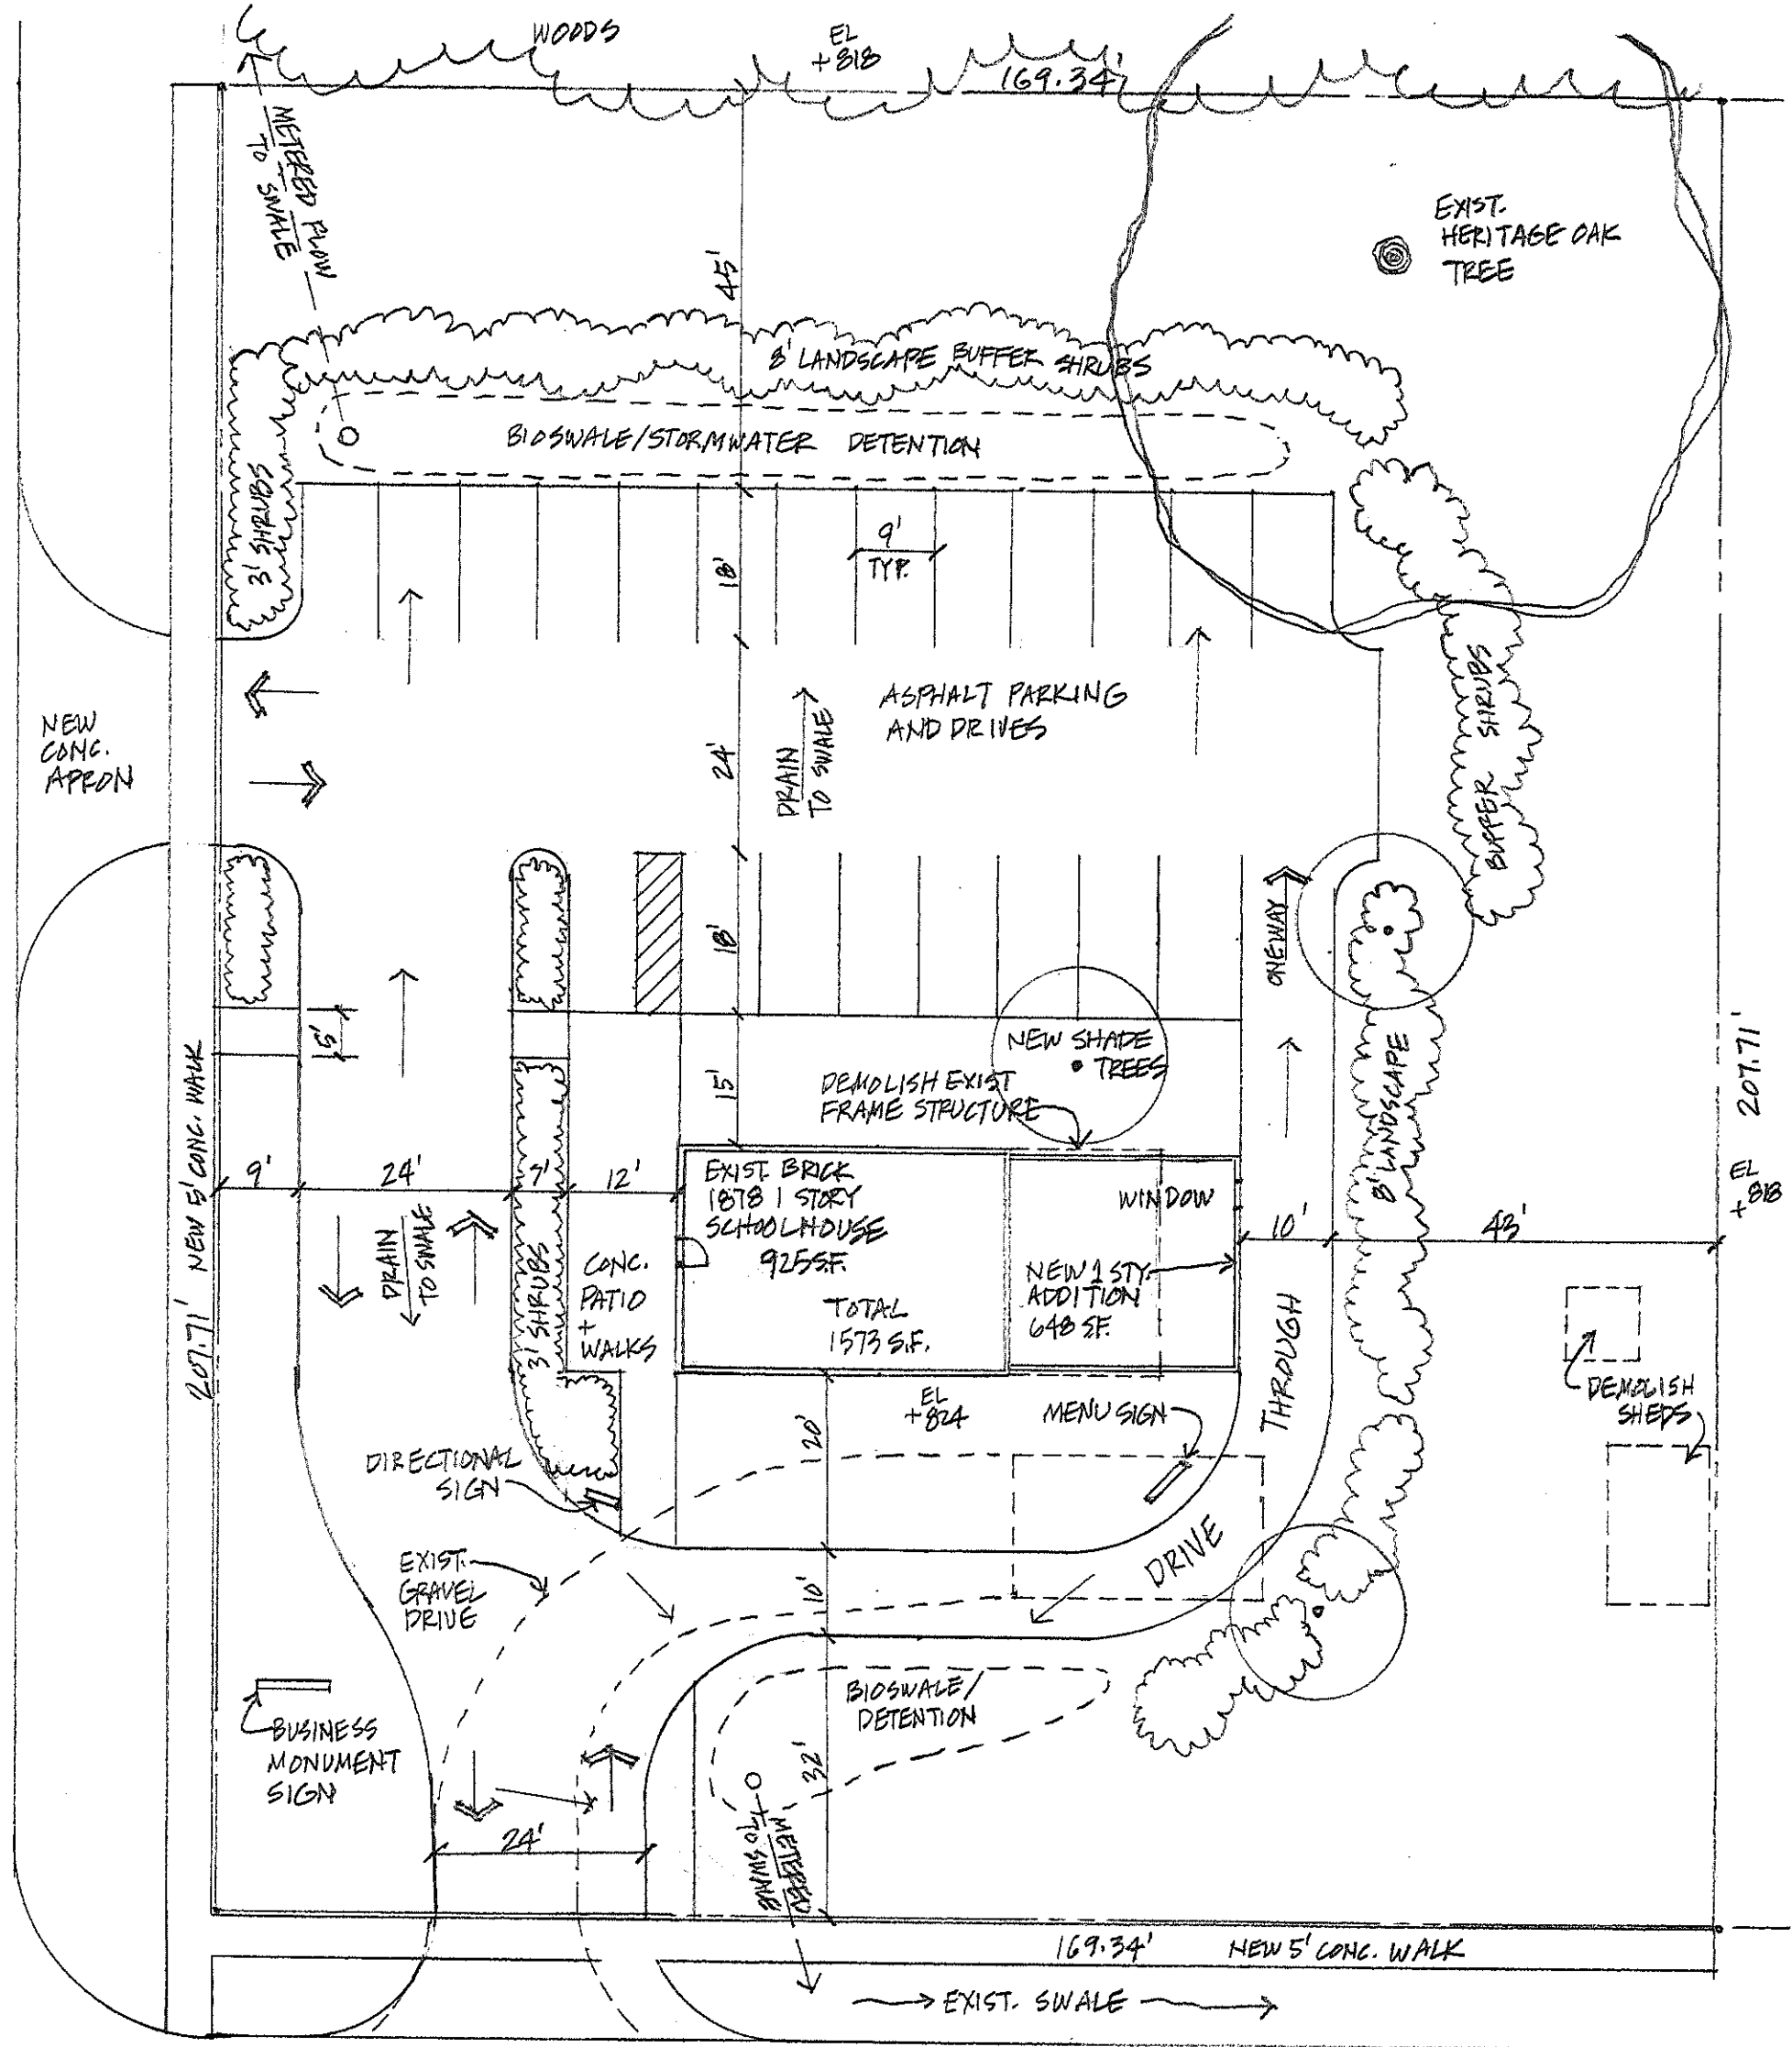 WOODS
EL
+818
169.34'
METERED FLOW
TO SWALE
45'
EXIST.
HERITAGE OAK
TREE
8' LANDSCAPE BUFFER SHRUBS
BIOSWALE/STORMWATER DETENTION
3' SHRUBS
18'
9'
TYP.
NEW
CONC.
APRON
24'
DRAIN
TO SWALE
ASPHALT PARKING
AND DRIVES
BUFFER SHRUBS
18'
ONEWAY
5'
NEW SHADE
TREES
15'
DEMOLISH EXIST
FRAME STRUCTURE
8' LANDSCAPE
207.71'
EL
+818
207.71' NEW 5' CONC. WALK
9'
24'
7'
12'
EXIST. BRICK
1878 1 STORY
SCHOOLHOUSE
925 SF.
TOTAL
1573 S.F.
WINDOW
10'
43'
DRAIN
TO SWALE
3' SHRUBS
CONC.
PATIO
+
WALKS
NEW 1 STY.
ADDITION
648 SF.
THROUGH
DEMOLISH
SHEDS
EL
+824
MENU SIGN
20'
DIRECTIONAL
SIGN
DRIVE
EXIST.
GRAVEL
DRIVE
10'
BIOSWALE/
DETENTION
BUSINESS
MONUMENT
SIGN
32'
24'
METERED
TO SWALE
169.34' NEW 5' CONC. WALK
EXIST. SWALE